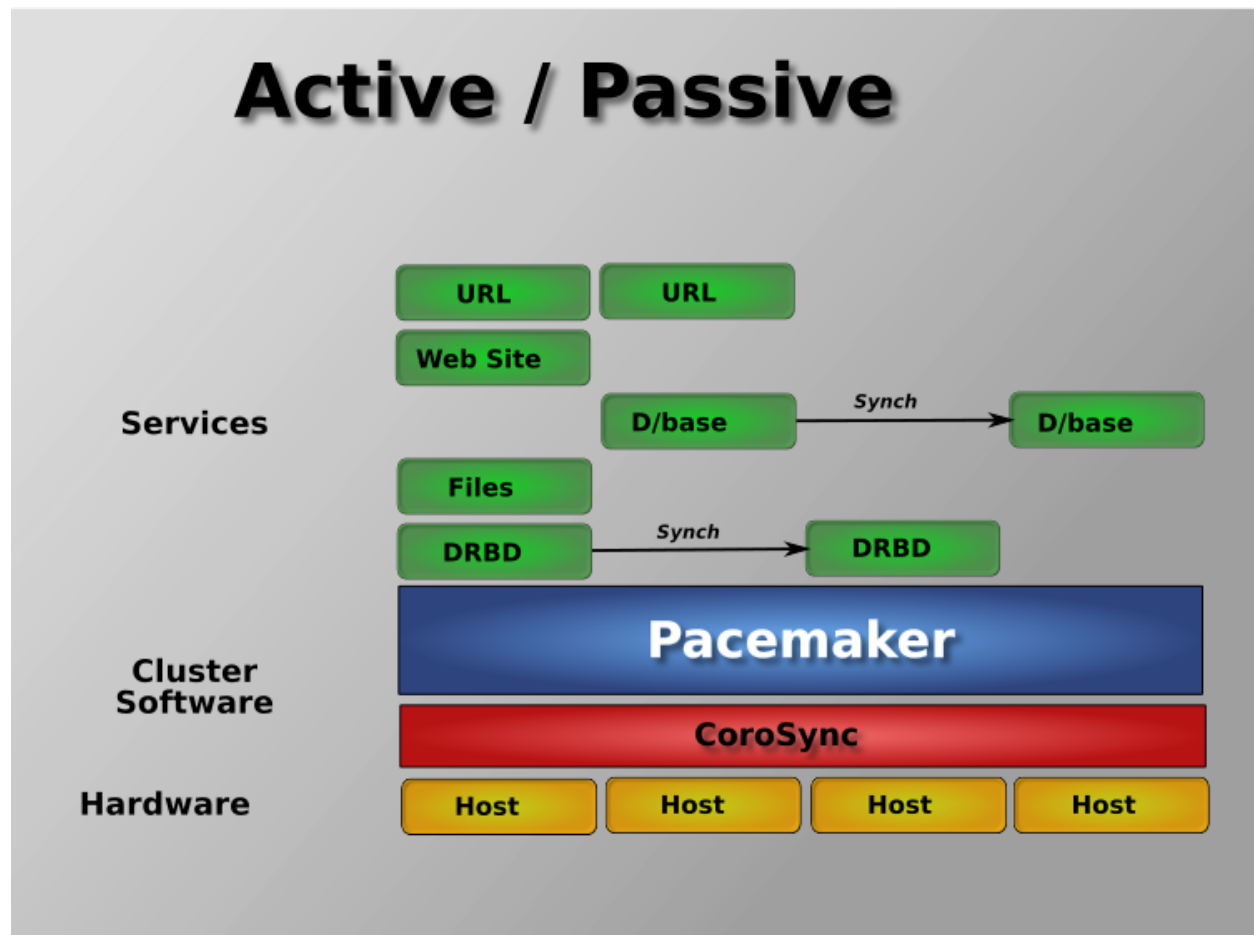 Active / Passive
URL
URL
Web Site
Services
D/base
Synch
D/base
Files
DRBD
Synch
DRBD
Pacemaker
Cluster
Software
CoroSync
Hardware
Host
Host
Host
Host